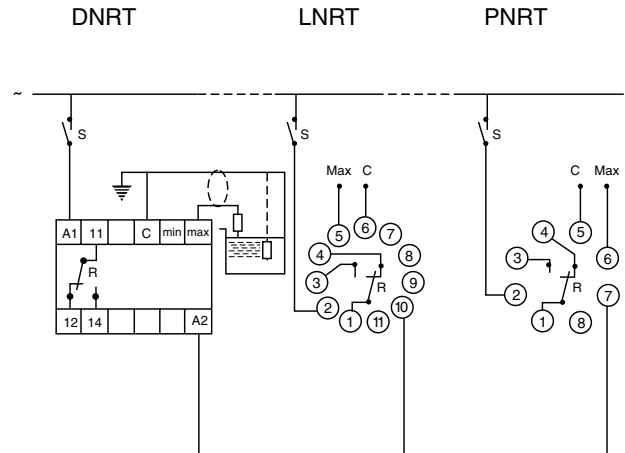 DNRT LNRT PNRT
~
S S S
Max C C Max
A1 11 C min max
5 6 7 4 5
4 8 3 6
R 3 R 9 R
2 10 2 7
12 14 A2 1 11 1 8